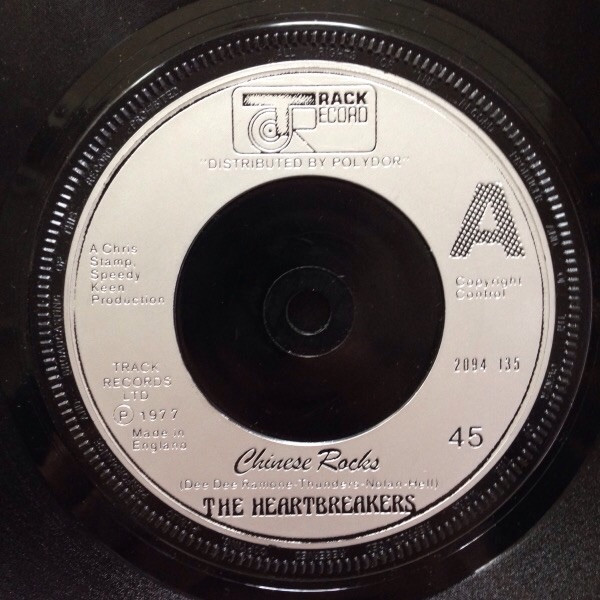 TRACK
RECORD
"DISTRIBUTED BY POLYDOR"
A
A Chris
Stamp,
Speedy
Keen
Production
Copyright
Control
2094 135
TRACK
RECORDS
LTD
℗ 1977
Made in
England
45
Chinese Rocks
(Dee Dee Ramone-Thunders-Nolan-Hell)
THE HEARTBREAKERS